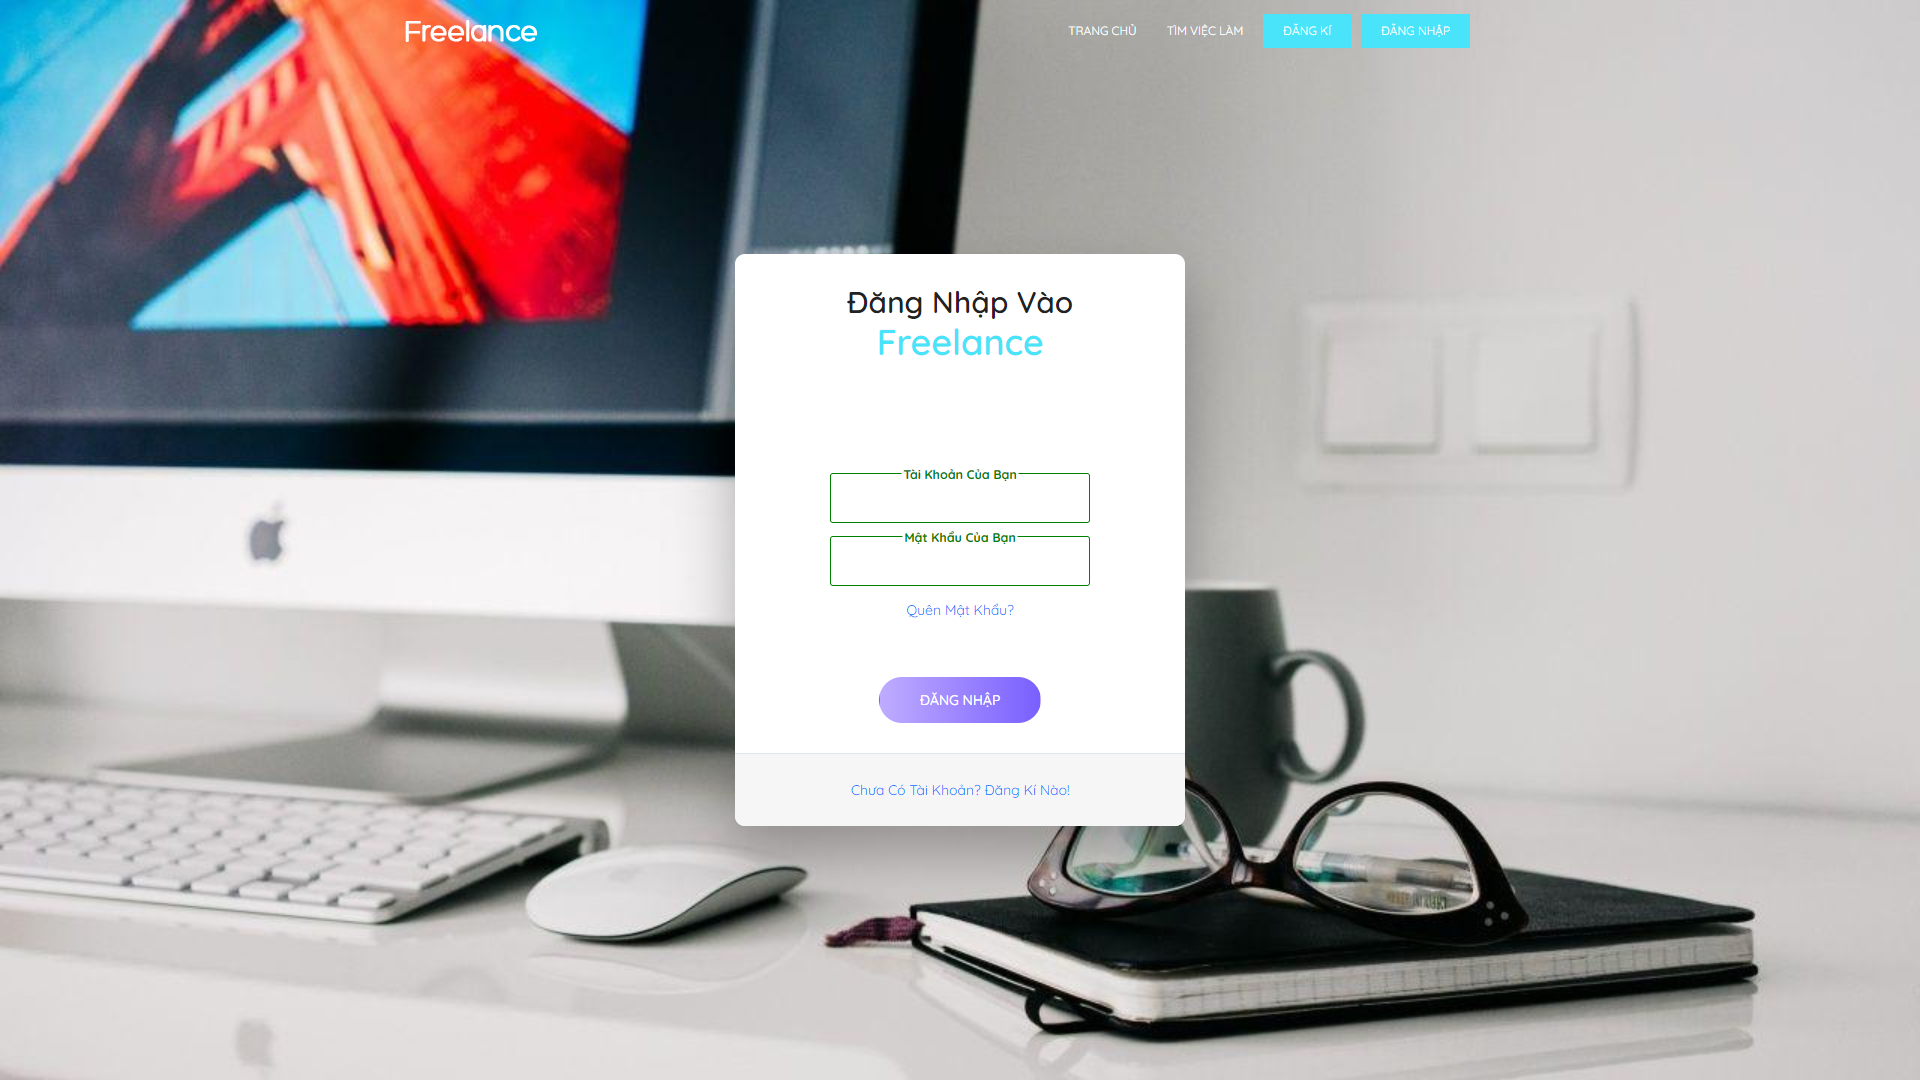 Freelance
TRANG CHỦ
TÌM VIỆC LÀM
ĐĂNG KÍ
ĐĂNG NHẬP
Đăng Nhập Vào
Freelance
Tài Khoản Của Bạn
Mật Khẩu Của Bạn
Quên Mật Khẩu?
ĐĂNG NHẬP
Chưa Có Tài Khoản? Đăng Kí Nào!